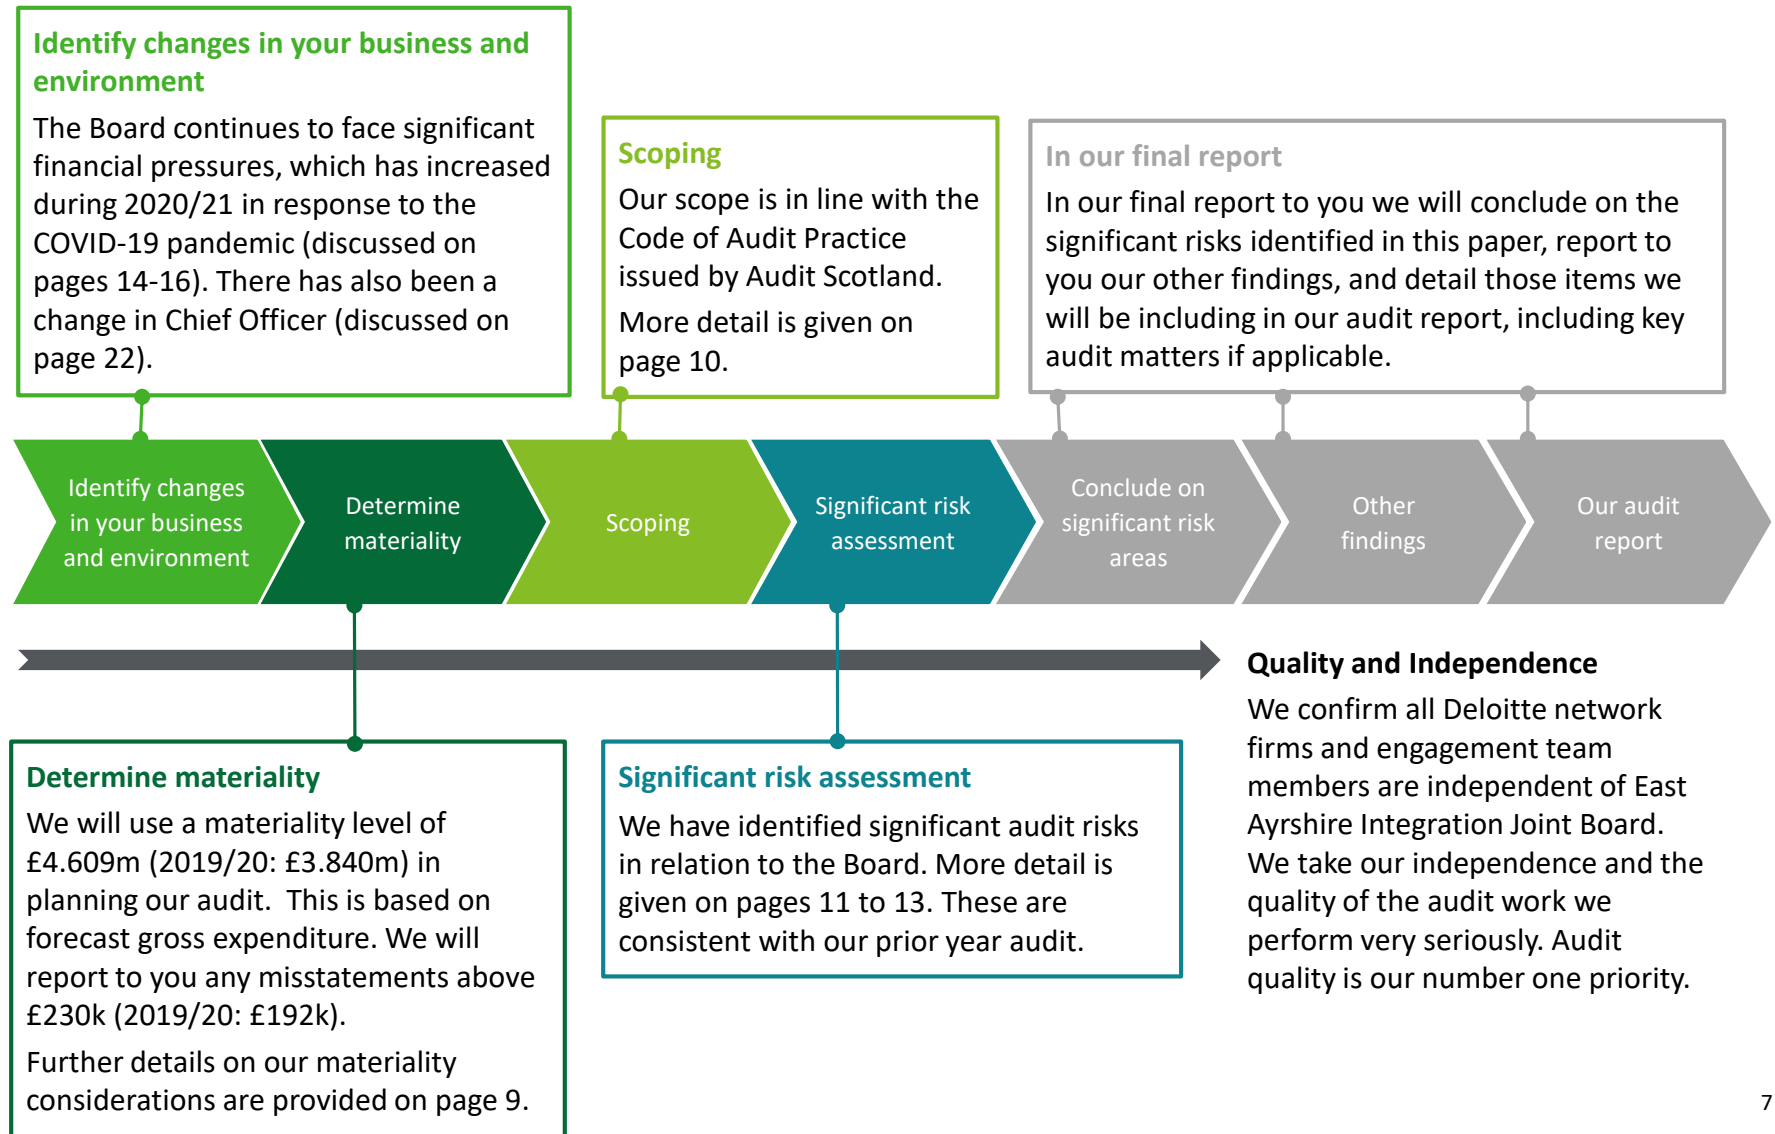 Identify changes in your business and
environment
The Board continues to face significant
financial pressures, which has increased
during 2020/21 in response to the
COVID-19 pandemic (discussed on
pages 14-16). There has also been a
change in Chief Officer (discussed on
page 22).
Scoping
Our scope is in line with the
Code of Audit Practice
issued by Audit Scotland.
More detail is given on
page 10.
In our final report
In our final report to you we will conclude on the
significant risks identified in this paper, report to
you our other findings, and detail those items we
will be including in our audit report, including key
audit matters if applicable.
Identify changes
in your business
and environment
Determine
materiality
Scoping
Significant risk
assessment
Conclude on
significant risk
areas
Other
findings
Our audit
report
Determine materiality
We will use a materiality level of
£4.609m (2019/20: £3.840m) in
planning our audit.  This is based on
forecast gross expenditure. We will
report to you any misstatements above
£230k (2019/20: £192k).
Further details on our materiality
considerations are provided on page 9.
Significant risk assessment
We have identified significant audit risks
in relation to the Board. More detail is
given on pages 11 to 13. These are
consistent with our prior year audit.
Quality and Independence
We confirm all Deloitte network
firms and engagement team
members are independent of East
Ayrshire Integration Joint Board.
We take our independence and the
quality of the audit work we
perform very seriously. Audit
quality is our number one priority.
7